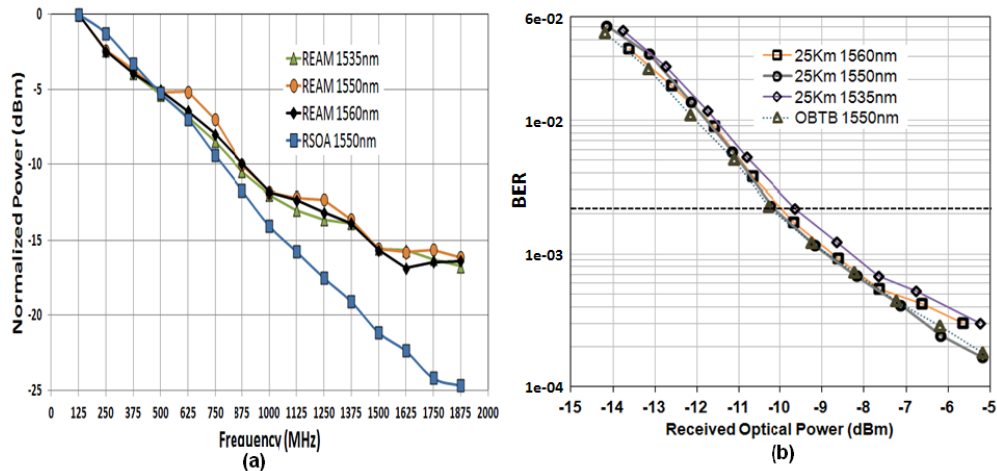 0
-5
-10
-15
-20
-25
Normalized Power (dBm)
REAM 1535nm
REAM 1550nm
REAM 1560nm
RSOA 1550nm
0 125 250 375 500 625 750 875 1000 1125 1250 1375 1500 1625 1750 1875 2000
Frequency (MHz)
(a)
6e-02
1e-02
1e-03
1e-04
BER
25Km 1560nm
25Km 1550nm
25Km 1535nm
OBTB 1550nm
-15 -14 -13 -12 -11 -10 -9 -8 -7 -6 -5
Received Optical Power (dBm)
(b)